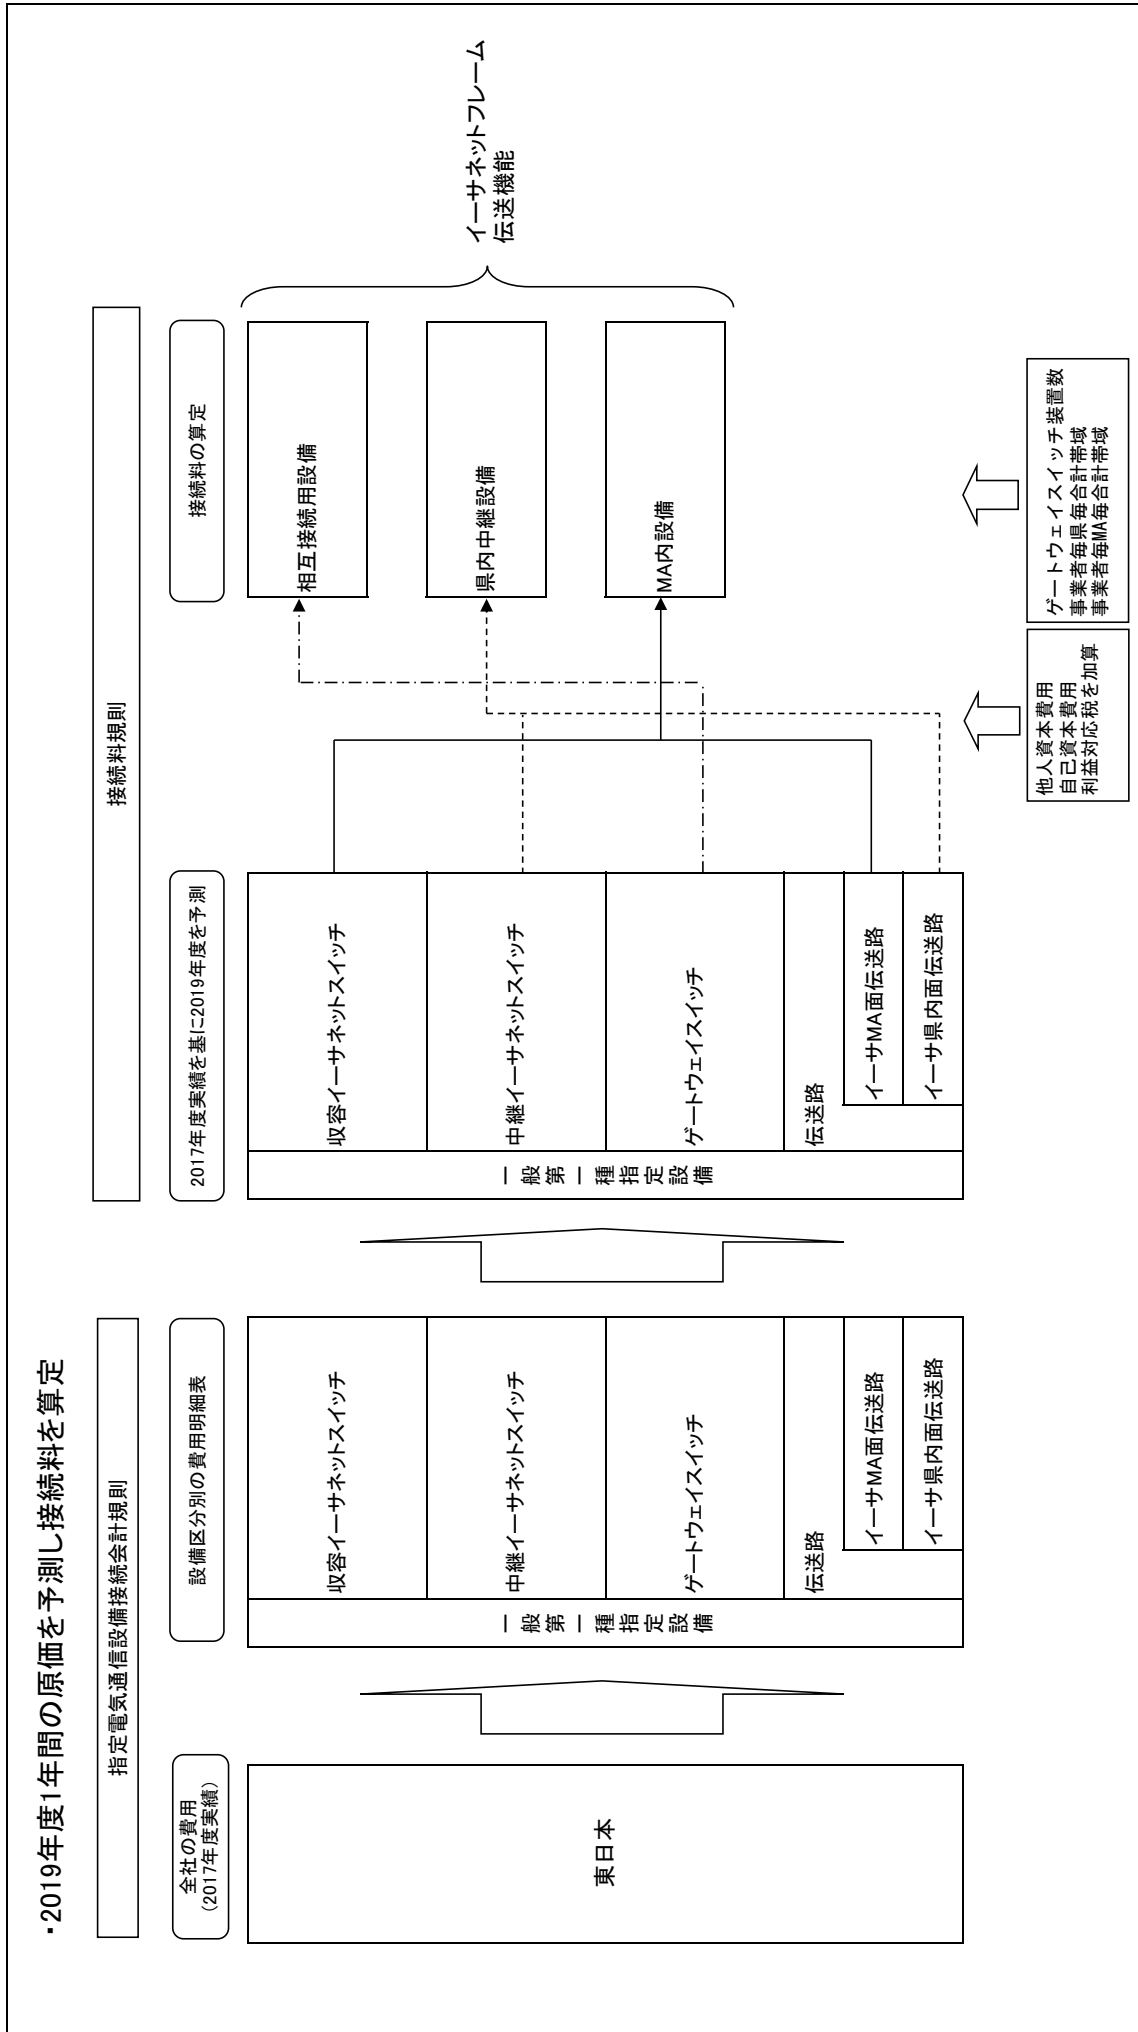 ・2019年度1年間の原価を予測し接続料を算定
指定電気通信設備接続会計規則
接続料規則
全社の費用
(2017年度実績)
設備区分別の費用明細表
2017年度実績を基に2019年度を予測
接続料の算定
東日本
一般第一種指定設備
収容イーサネットスイッチ
中継イーサネットスイッチ
ゲートウェイスイッチ
伝送路
イーサMA面伝送路
イーサ県内面伝送路
一般第一種指定設備
収容イーサネットスイッチ
中継イーサネットスイッチ
ゲートウェイスイッチ
伝送路
イーサMA面伝送路
イーサ県内面伝送路
相互接続用設備
県内中継設備
MA内設備
イーサネットフレーム
伝送機能
他人資本費用
自己資本費用
利益対応税を加算
ゲートウェイスイッチ装置数
事業者毎県毎合計帯域
事業者毎MA毎合計帯域